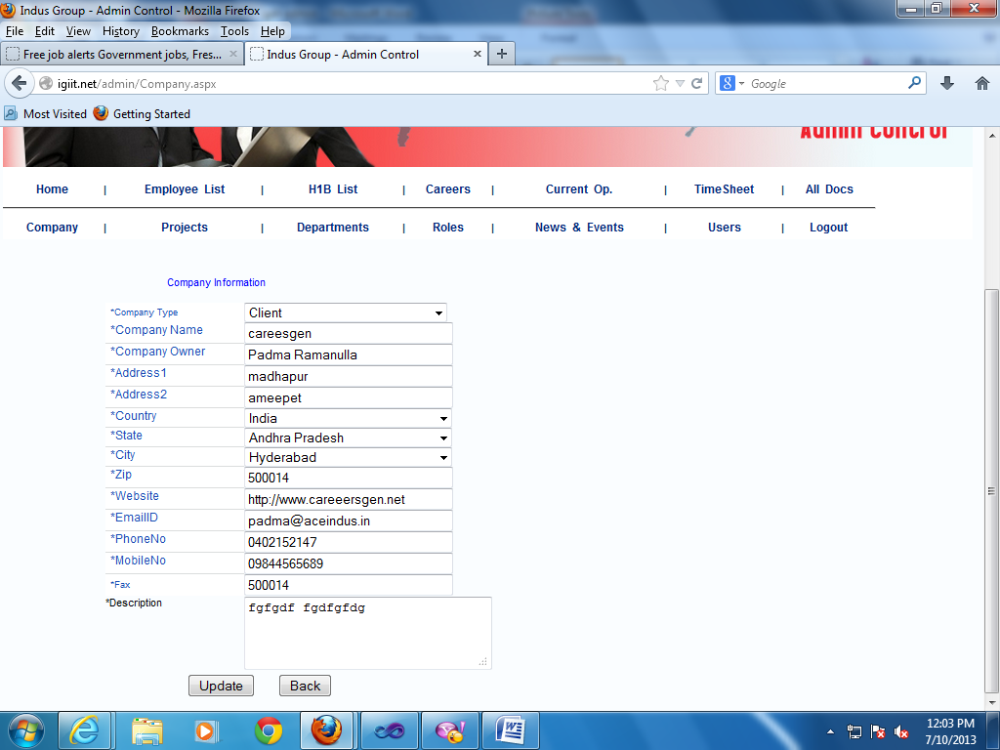 Indus Group - Admin Control - Mozilla Firefox
File Edit View History Bookmarks Tools Help
Free job alerts Government jobs, Fres...
Indus Group - Admin Control
igiit.net/admin/Company.aspx
Google
Most Visited Getting Started
Admin Control
Home | Employee List | H1B List | Careers | Current Op. | TimeSheet | All Docs
Company | Projects | Departments | Roles | News & Events | Users | Logout
Company Information
*Company Type Client
*Company Name careesgen
*Company Owner Padma Ramanulla
*Address1 madhapur
*Address2 ameepet
*Country India
*State Andhra Pradesh
*City Hyderabad
*Zip 500014
*Website http://www.careeersgen.net
*EmailID padma@aceindus.in
*PhoneNo 0402152147
*MobileNo 09844565689
*Fax 500014
*Description fgfgdf fgdfgfdg
Update Back
12:03 PM
7/10/2013